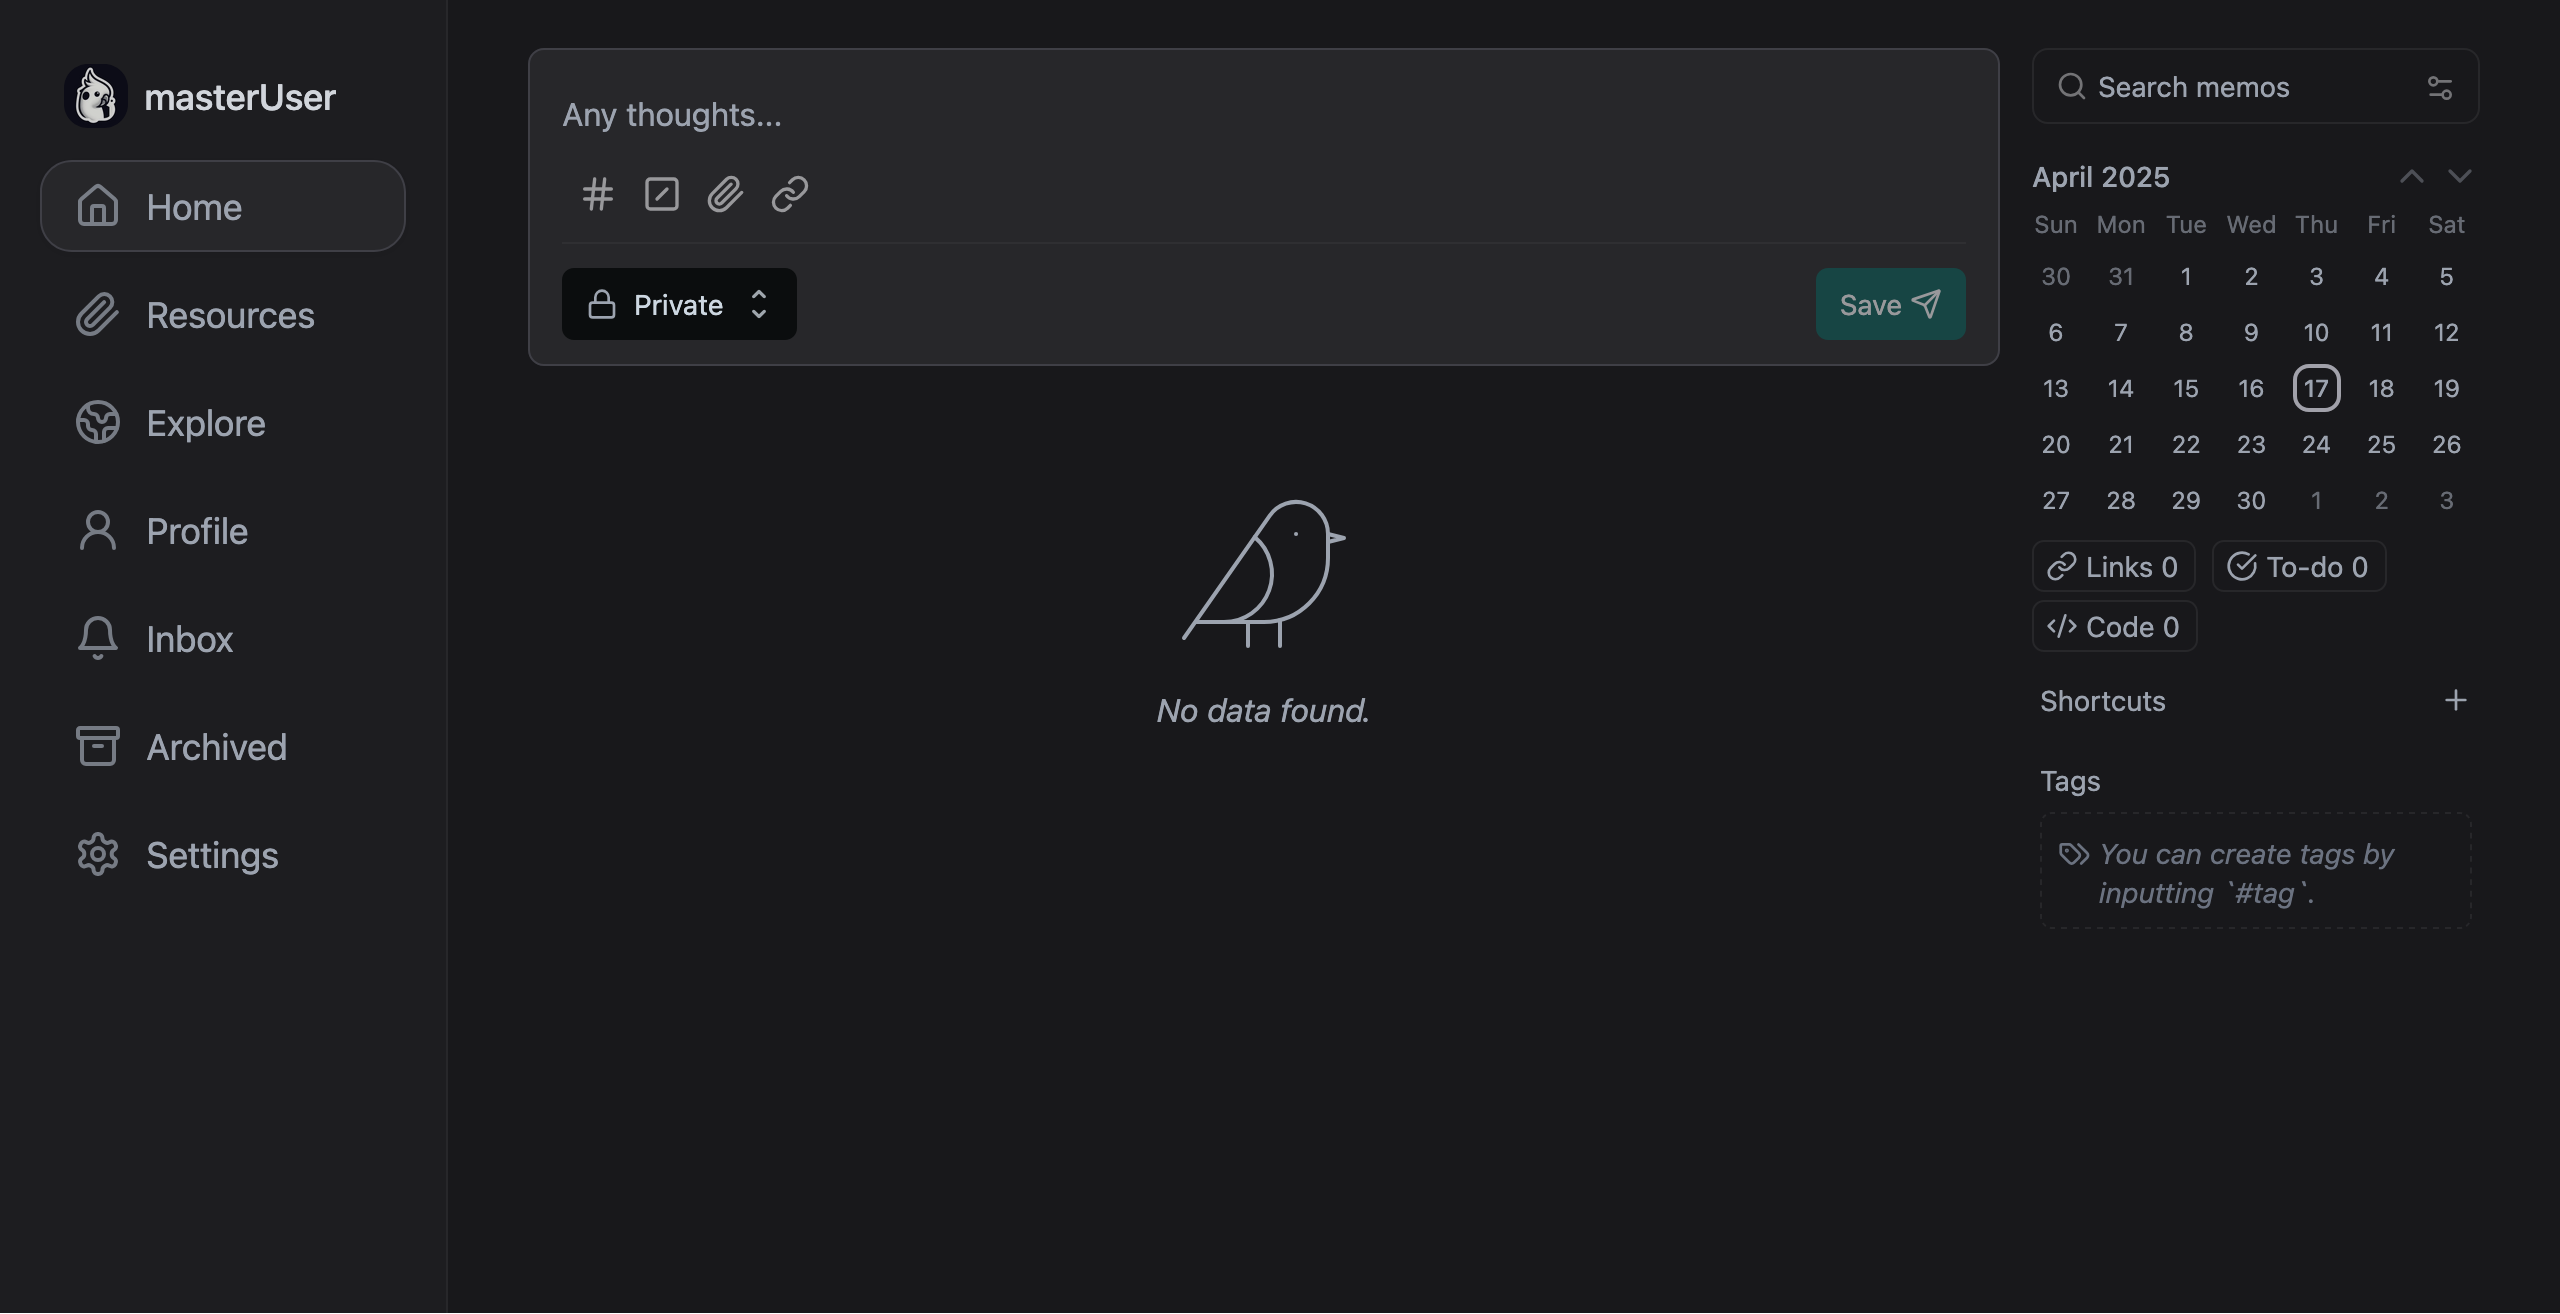 masterUser
Home
Resources
Explore
Profile
Inbox
Archived
Settings
Any thoughts...
Private
Save
No data found.
Search memos
April 2025
Sun Mon Tue Wed Thu Fri Sat
30 31 1 2 3 4 5
6 7 8 9 10 11 12
13 14 15 16 17 18 19
20 21 22 23 24 25 26
27 28 29 30 1 2 3
Links 0 To-do 0
Code 0
Shortcuts
Tags
You can create tags by
inputting `#tag`.